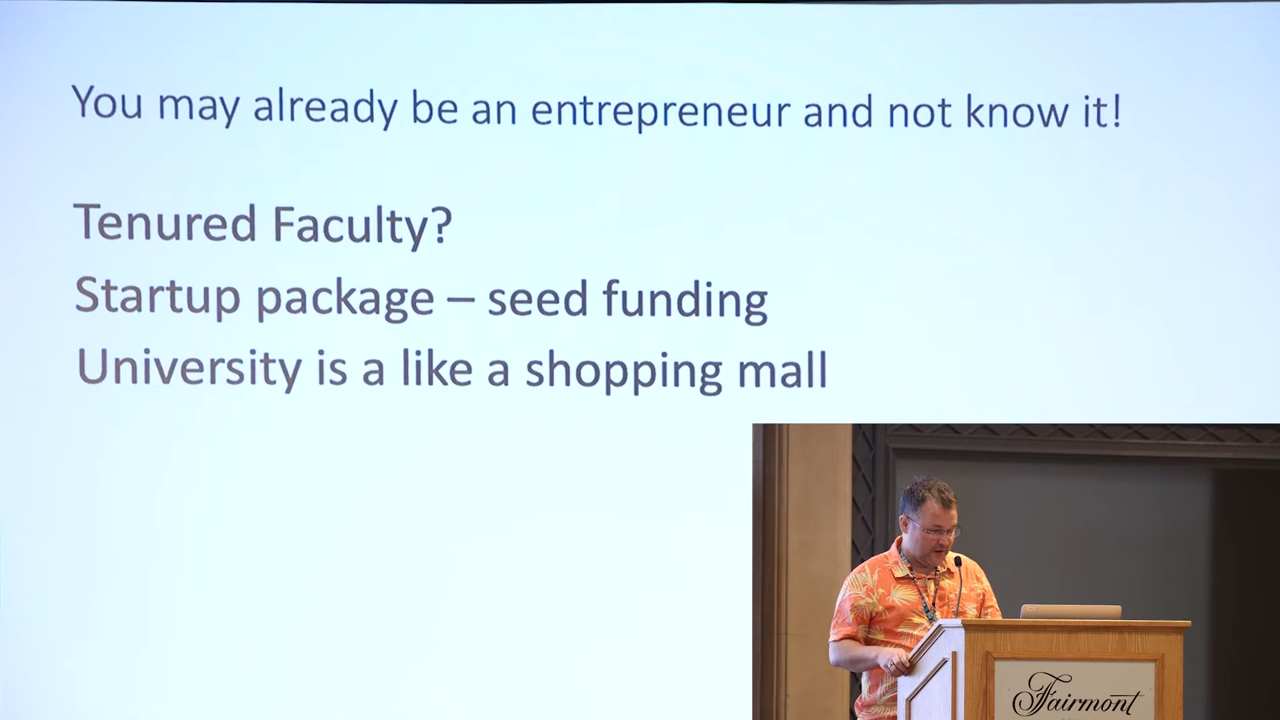 You may already be an entrepreneur and not know it!
Tenured Faculty?
Startup package – seed funding
University is a like a shopping mall
Fairmont